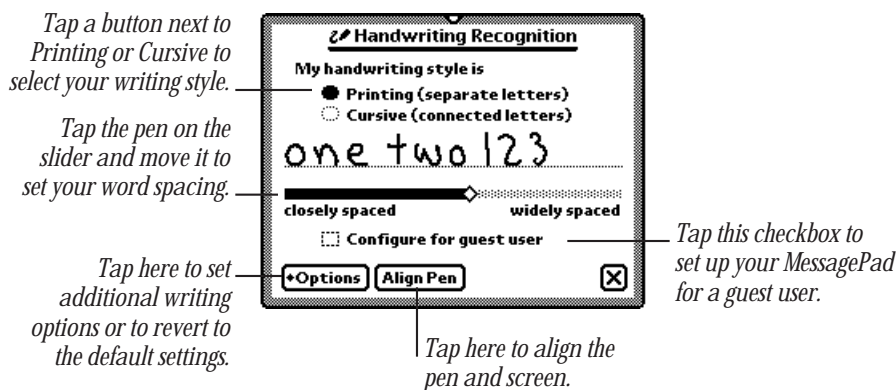 Tap a button next to
Printing or Cursive to
select your writing style.
Tap the pen on the
slider and move it to
set your word spacing.
Tap here to set
additional writing
options or to revert to
the default settings.
Handwriting Recognition
My handwriting style is
Printing (separate letters)
Cursive (connected letters)
one two 123
closely spaced widely spaced
Configure for guest user
Options Align Pen
Tap here to align the
pen and screen.
Tap this checkbox to
set up your MessagePad
for a guest user.